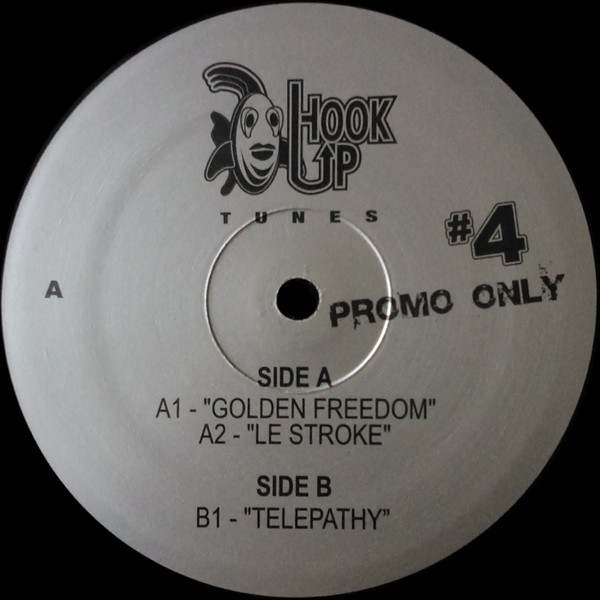 HOOK
UP
TUNES
#4
A
PROMO ONLY
SIDE A
A1 - "GOLDEN FREEDOM"
A2 - "LE STROKE"
SIDE B
B1 - "TELEPATHY”